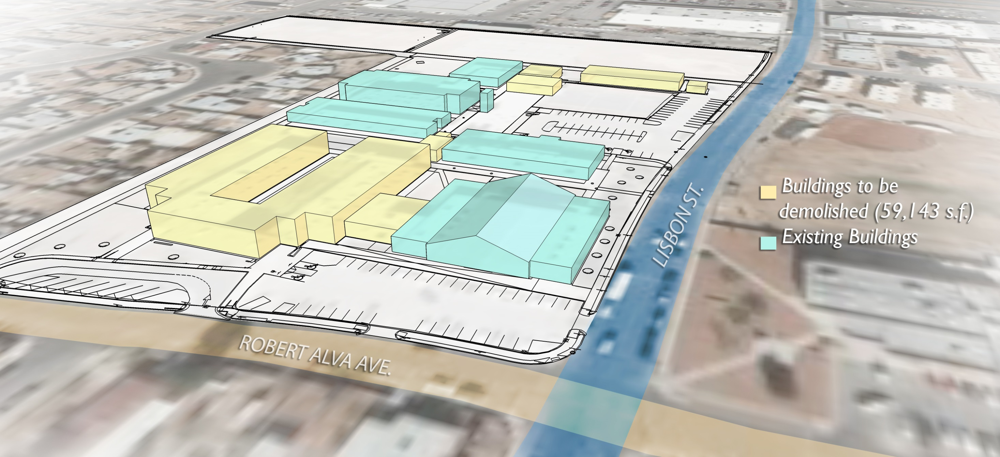 LISBON ST.
Buildings to be
demolished (59,143 s.f.)
Existing Buildings
ROBERT ALVA AVE.